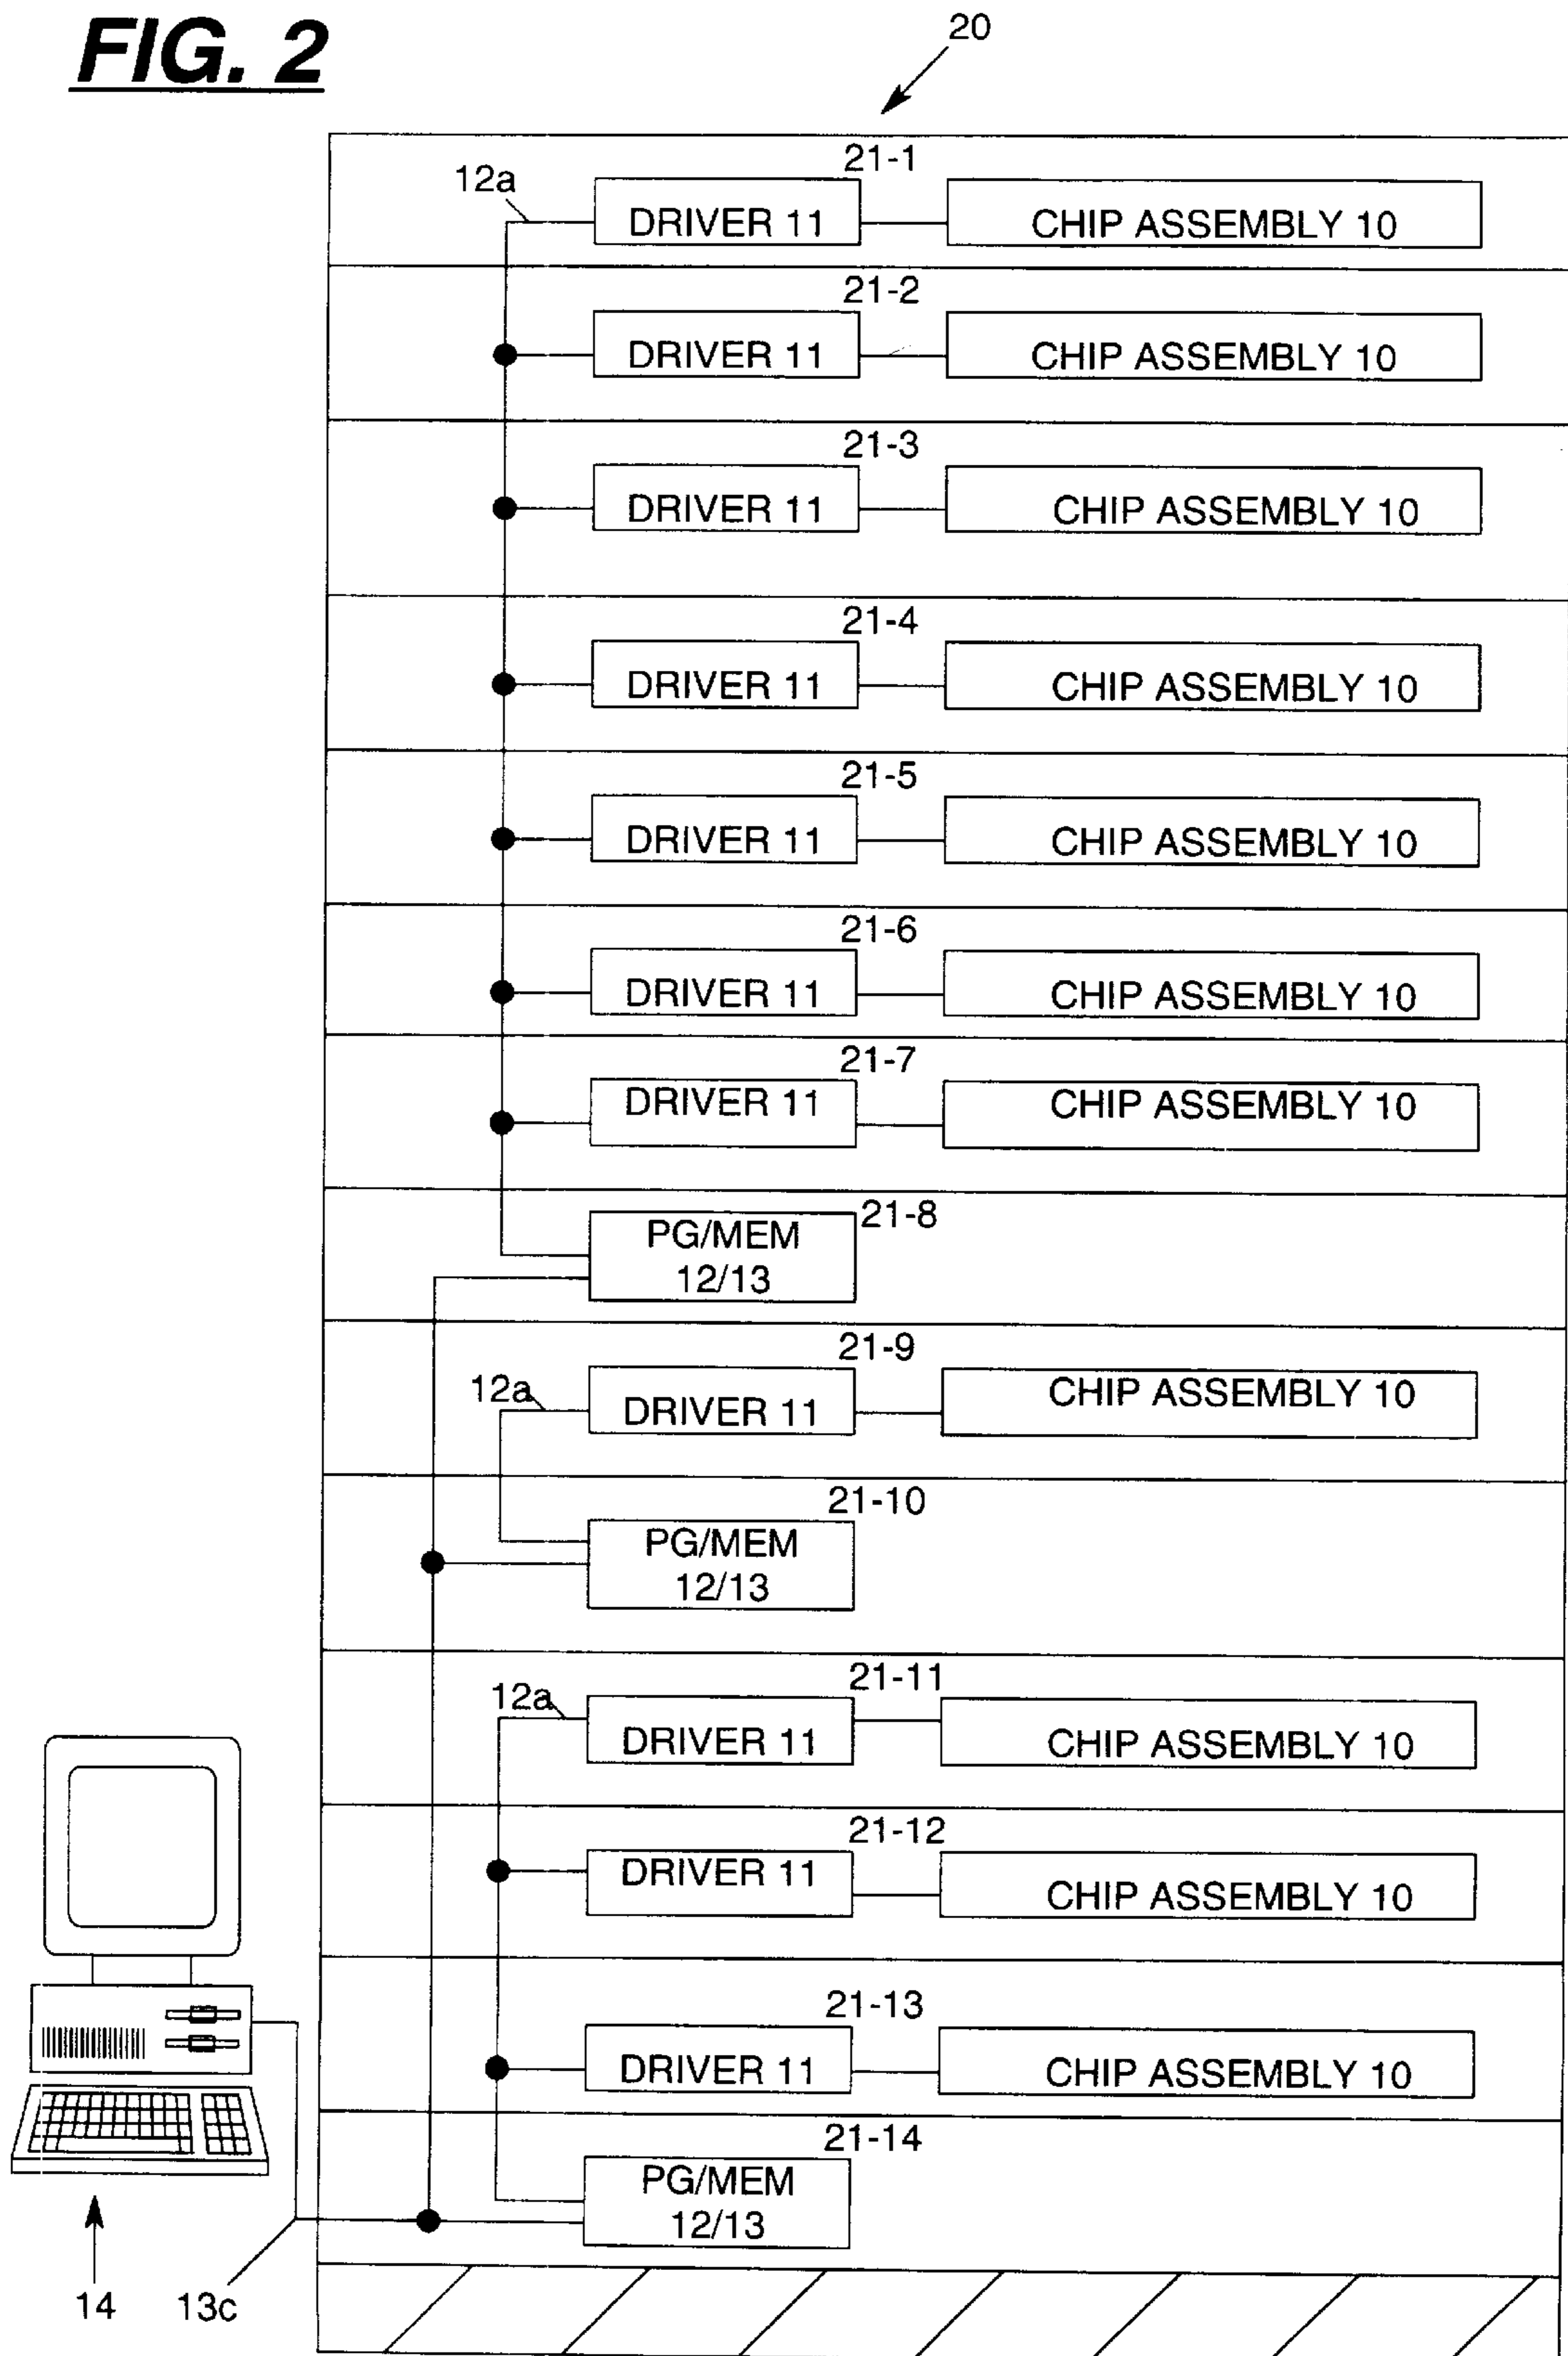 FIG. 2
20
21-1
12a
DRIVER 11
CHIP ASSEMBLY 10
21-2
DRIVER 11
CHIP ASSEMBLY 10
21-3
DRIVER 11
CHIP ASSEMBLY 10
21-4
DRIVER 11
CHIP ASSEMBLY 10
21-5
DRIVER 11
CHIP ASSEMBLY 10
21-6
DRIVER 11
CHIP ASSEMBLY 10
21-7
DRIVER 11
CHIP ASSEMBLY 10
21-8
PG/MEM
12/13
21-9
12a
DRIVER 11
CHIP ASSEMBLY 10
21-10
PG/MEM
12/13
21-11
12a
DRIVER 11
CHIP ASSEMBLY 10
21-12
DRIVER 11
CHIP ASSEMBLY 10
21-13
DRIVER 11
CHIP ASSEMBLY 10
21-14
PG/MEM
12/13
14
13c